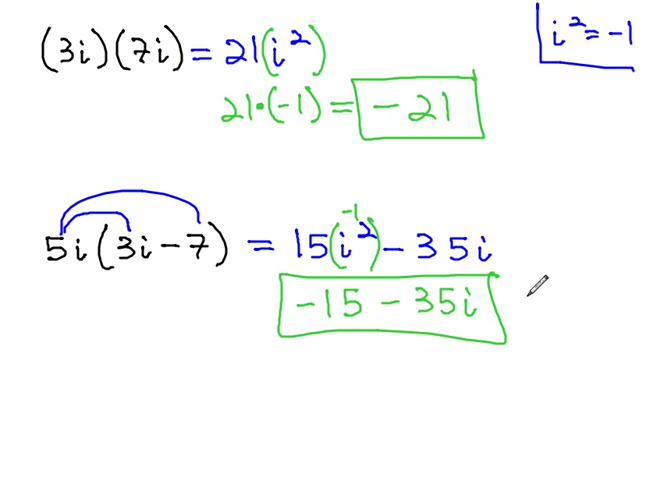 (3i)(7i) = 21(i²)
i² = -1
21·(-1) = -21
5i(3i-7) = 15(i²) - 35i
-1
-15 - 35i